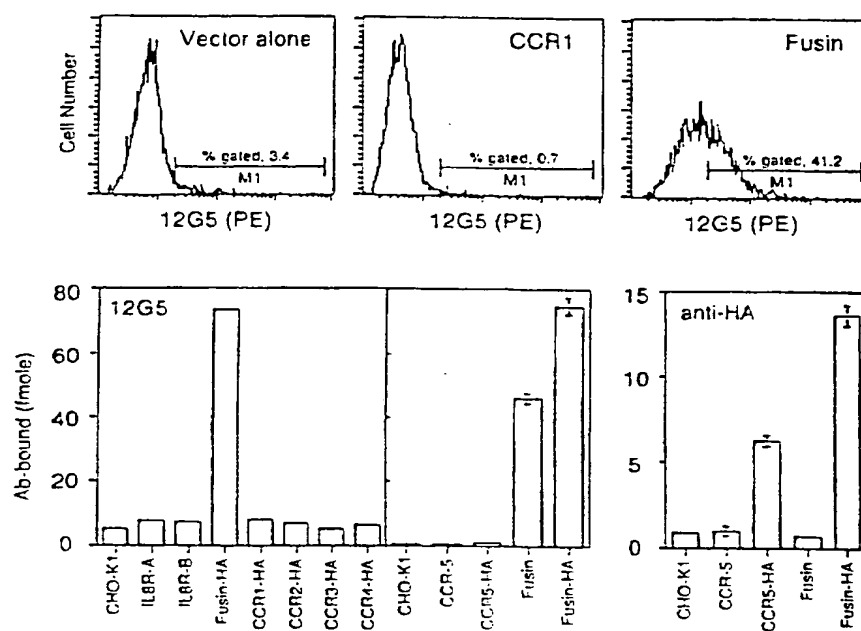 Vector alone
CCR1
Fusin
Cell Number
% gated, 3.4
M1
% gated, 0.7
M1
% gated, 41.2
M1
12G5 (PE)
12G5 (PE)
12G5 (PE)
Ab-bound (fmole)
80
60
40
20
0
12G5
CHO-K1
IL8R-A
IL8R-B
Fusin-HA
CCR1-HA
CCR2-HA
CCR3-HA
CCR4-HA
CHO-K1
CCR-5
CCR5-HA
Fusin
Fusin-HA
15
10
5
0
anti-HA
CHO-K1
CCR-5
CCR5-HA
Fusin
Fusin-HA